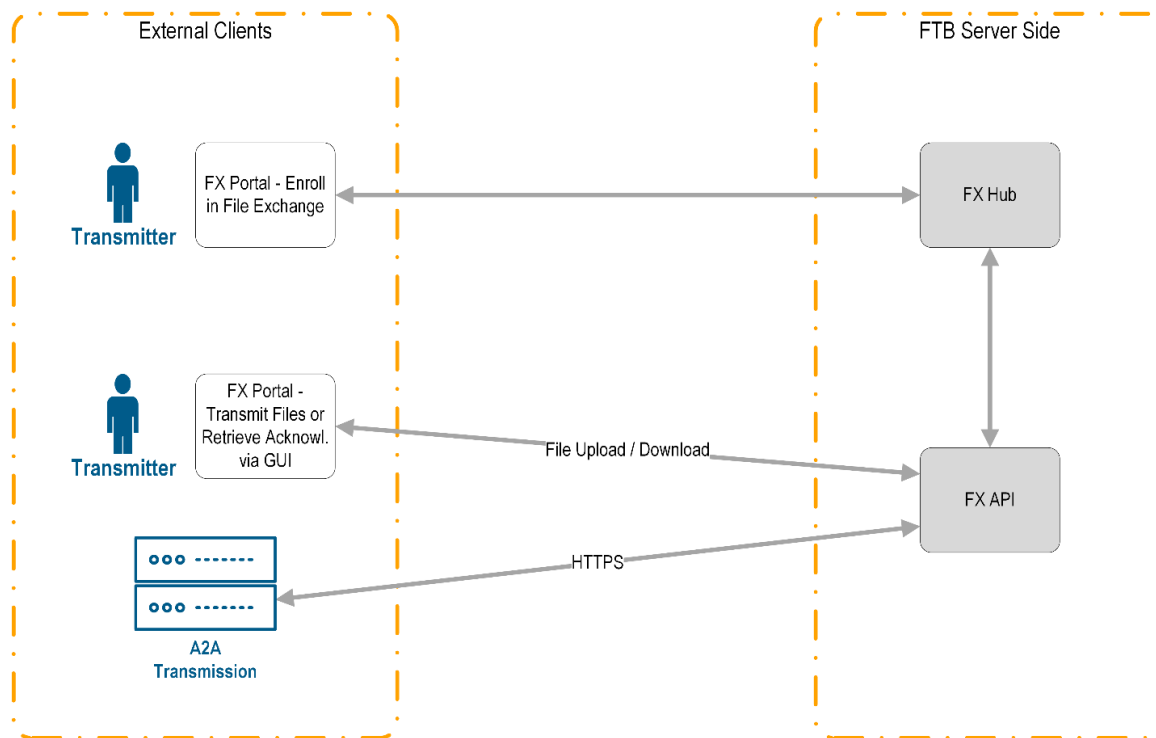 External Clients
FTB Server Side
Transmitter
FX Portal - Enroll
in File Exchange
FX Hub
Transmitter
FX Portal -
Transmit Files or
Retrieve Acknowl.
via GUI
File Upload / Download
FX API
HTTPS
A2A
Transmission